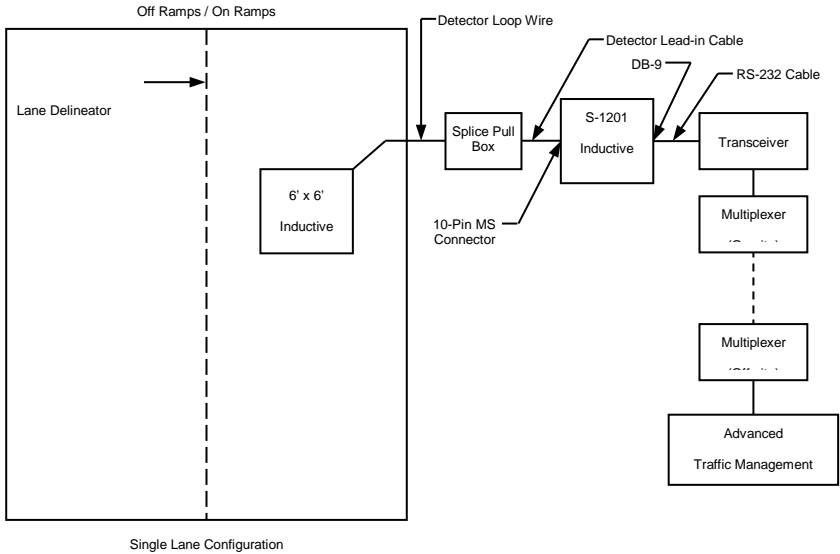 Off Ramps / On Ramps
Detector Loop Wire
Detector Lead-in Cable
DB-9
RS-232 Cable
Lane Delineator
Splice Pull
Box
S-1201
Inductive
Transceiver
6’ x 6’
Inductive
10-Pin MS
Connector
Multiplexer
Multiplexer
Advanced
Traffic Management
Single Lane Configuration